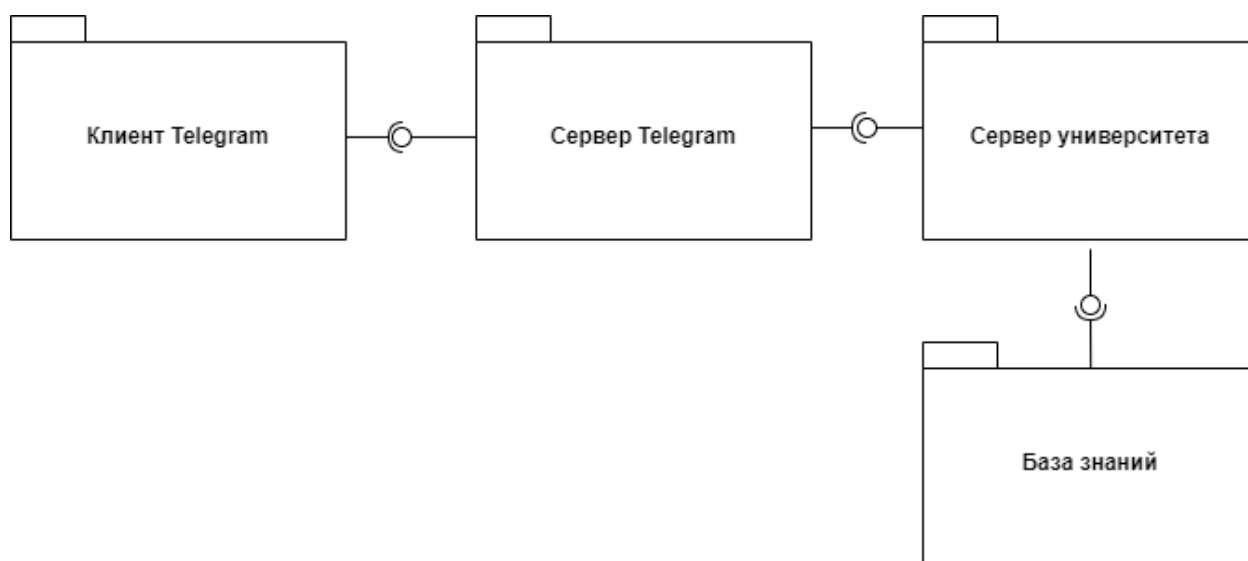 Клиент Telegram
Сервер Telegram
Сервер университета
База знаний